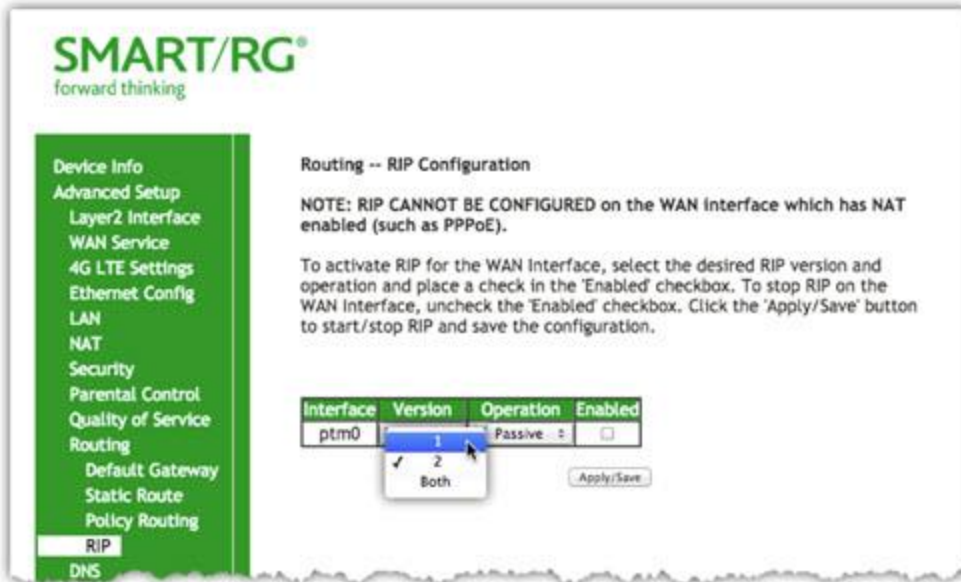 SMART/RG®
forward thinking
Device Info
Advanced Setup
Layer2 Interface
WAN Service
4G LTE Settings
Ethernet Config
LAN
NAT
Security
Parental Control
Quality of Service
Routing
Default Gateway
Static Route
Policy Routing
RIP
DNS
Routing -- RIP Configuration
NOTE: RIP CANNOT BE CONFIGURED on the WAN interface which has NAT
enabled (such as PPPoE).
To activate RIP for the WAN Interface, select the desired RIP version and
operation and place a check in the 'Enabled' checkbox. To stop RIP on the
WAN Interface, uncheck the 'Enabled' checkbox. Click the 'Apply/Save' button
to start/stop RIP and save the configuration.
Interface Version Operation Enabled
ptm0 Passive
1
✓ 2
Both
Apply/Save